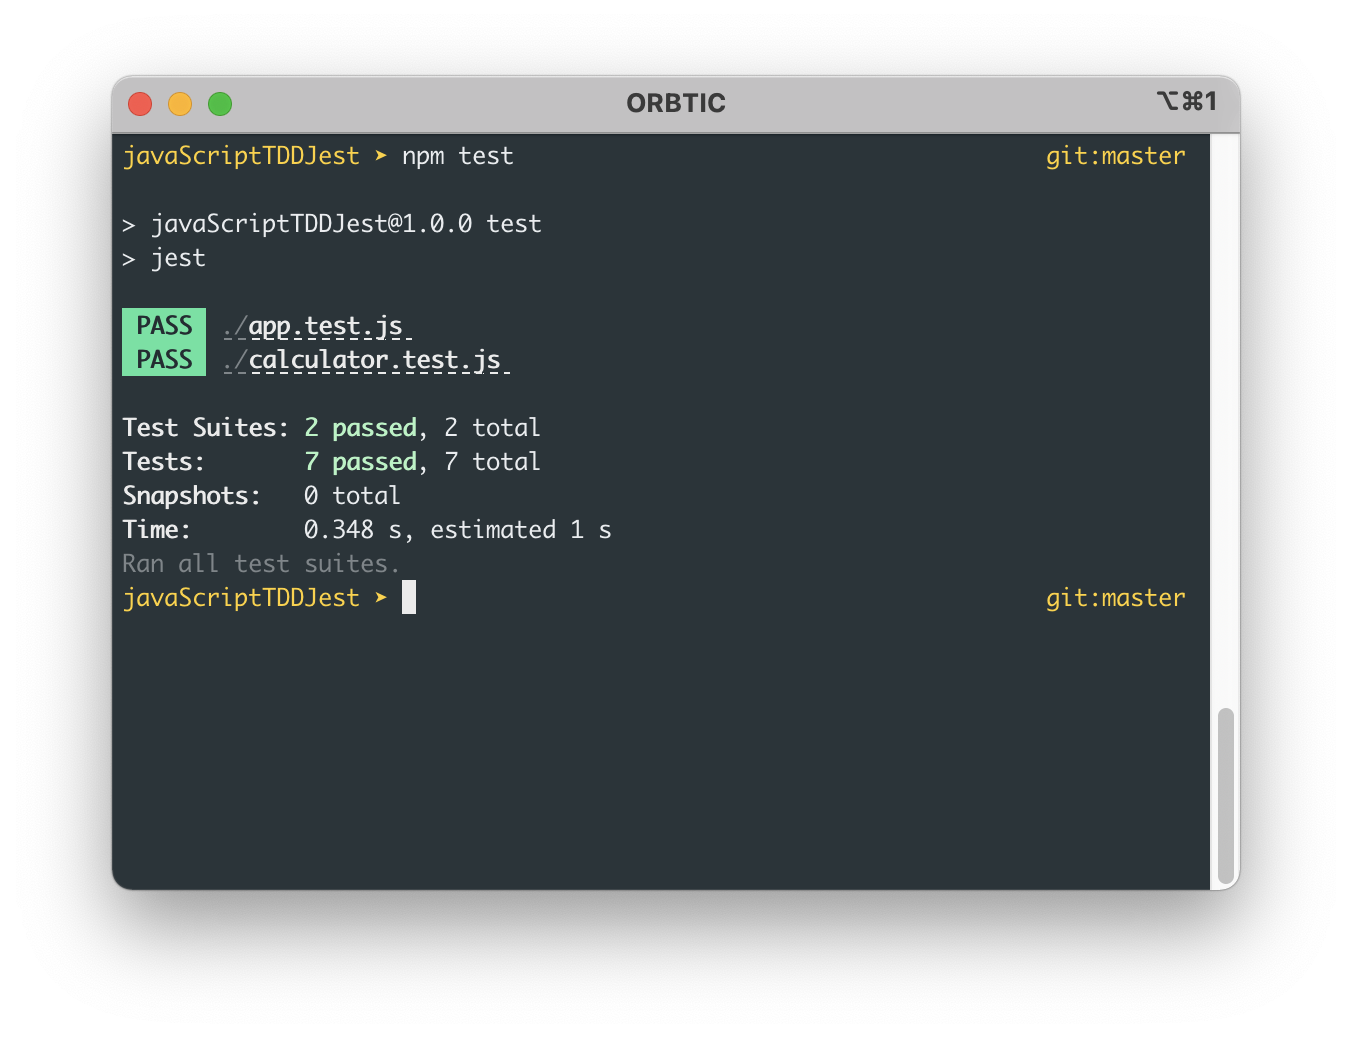 ORBTIC ⌥⌘1
javaScriptTDDJest ➤ npm test git:master
> javaScriptTDDJest@1.0.0 test
> jest
PASS ./app.test.js
PASS ./calculator.test.js
Test Suites: 2 passed, 2 total
Tests: 7 passed, 7 total
Snapshots: 0 total
Time: 0.348 s, estimated 1 s
Ran all test suites.
javaScriptTDDJest ➤ git:master